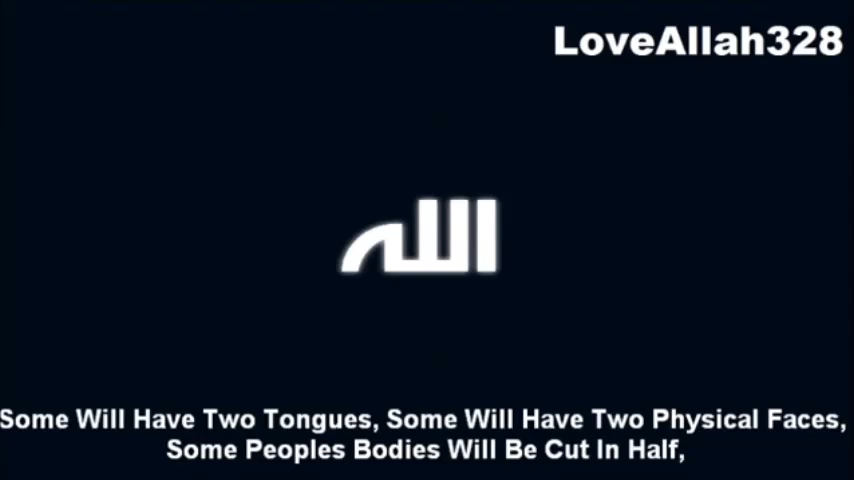 LoveAllah328
الله
Some Will Have Two Tongues, Some Will Have Two Physical Faces,
Some Peoples Bodies Will Be Cut In Half,